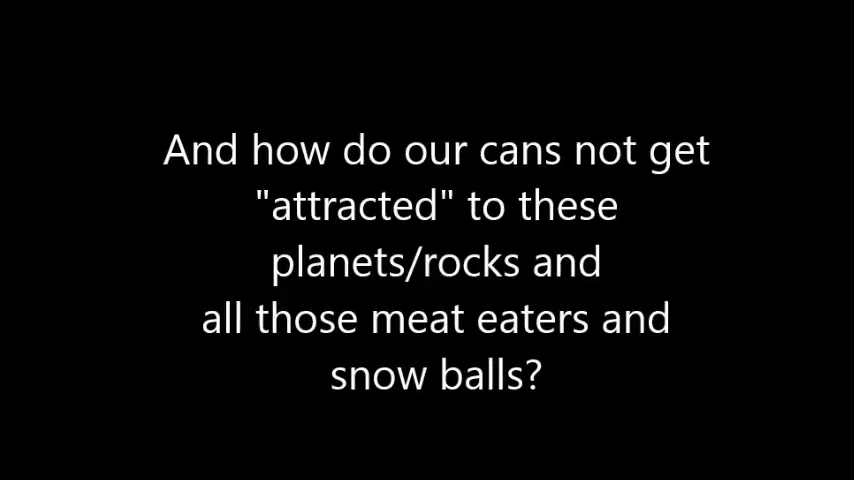 And how do our cans not get
"attracted" to these
planets/rocks and
all those meat eaters and
snow balls?